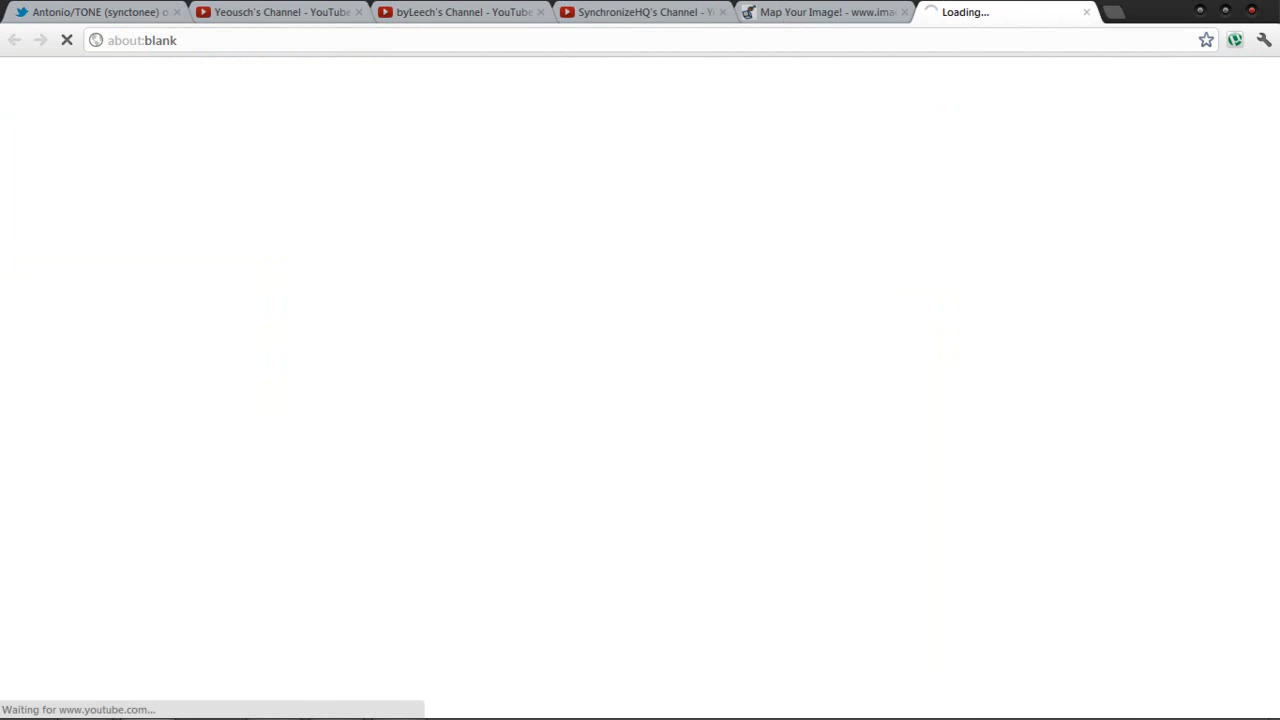 Antonio/TONE (synctonee) o
Yeousch's Channel - YouTube
byLeech's Channel - YouTube
SynchronizeHQ's Channel - Y
Map Your Image! - www.ima
Loading...
about:blank
Waiting for www.youtube.com...